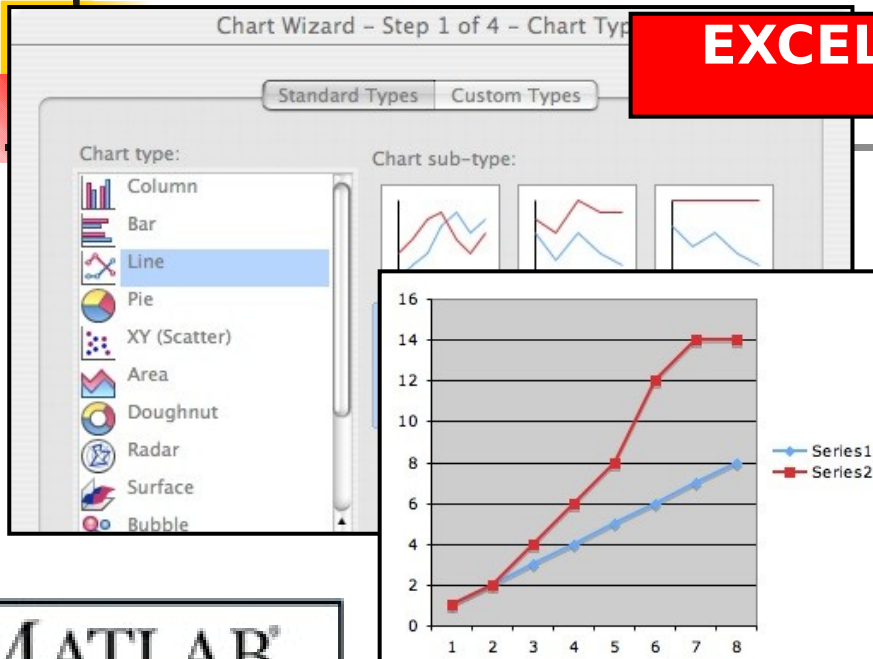 Chart Wizard – Step 1 of 4 – Chart Typ
EXCEL
Standard Types Custom Types
Chart type:
Chart sub-type:
Column
Bar
Line
Pie
XY (Scatter)
Area
Doughnut
Radar
Surface
Bubble
16
14
12
10
8
6
4
2
0
1 2 3 4 5 6 7 8
Series1
Series2
MATLAB®